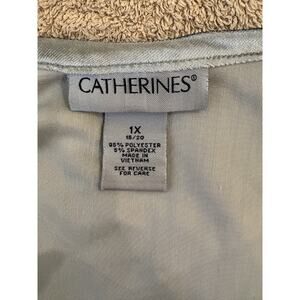 CATHERINES®
1X
18/20
95% POLYESTER
5% SPANDEX
MADE IN
VIETNAM
SEE REVERSE
FOR CARE